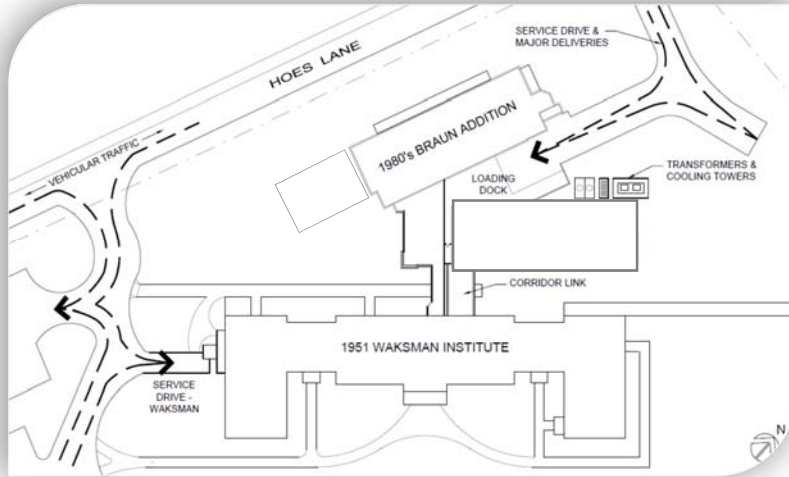 SERVICE DRIVE &
MAJOR DELIVERIES
HOES LANE
VEHICULAR TRAFFIC
1980's BRAUN ADDITION
LOADING
DOCK
TRANSFORMERS &
COOLING TOWERS
CORRIDOR LINK
1951 WAKSMAN INSTITUTE
SERVICE
DRIVE -
WAKSMAN
N